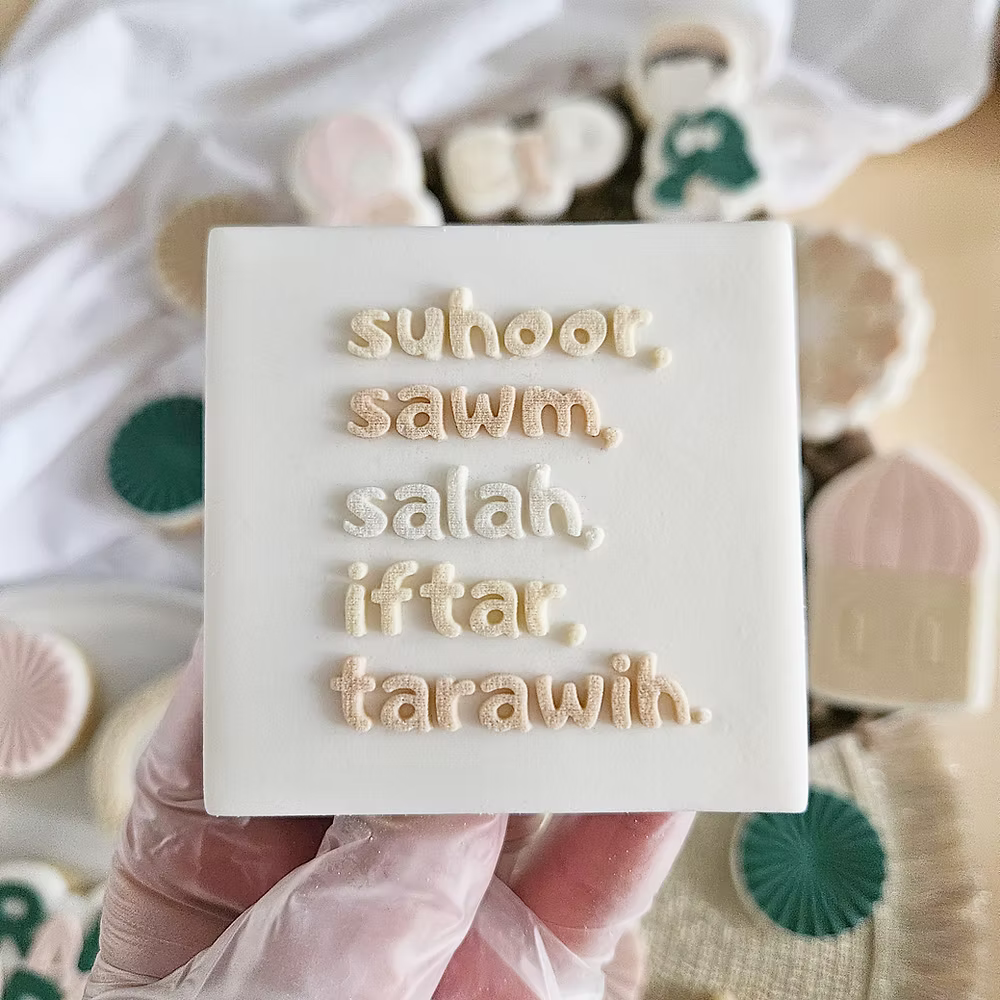 suhoor.
sawm.
salah.
iftar.
tarawih.